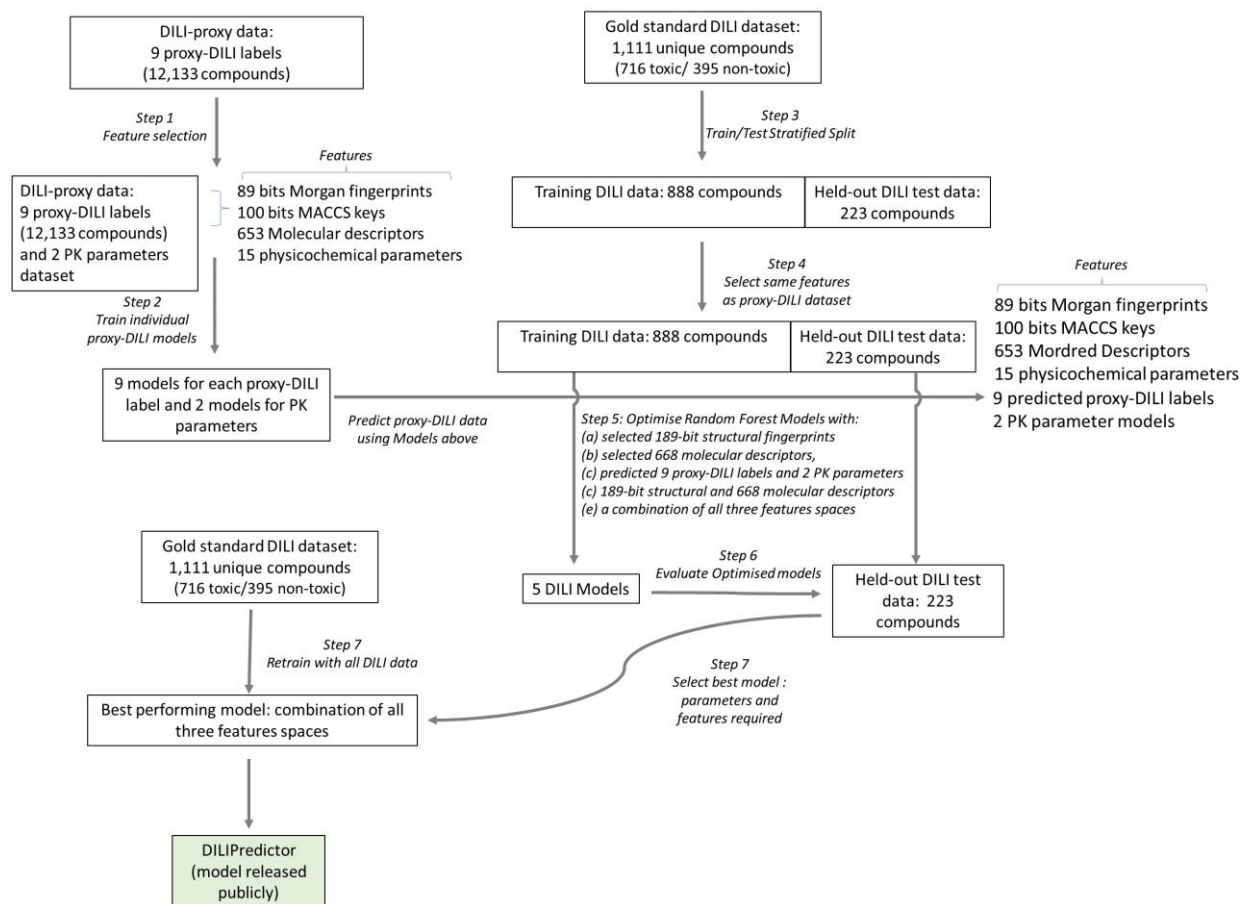 DILI-proxy data:
9 proxy-DILI labels
(12,133 compounds)
Gold standard DILI dataset:
1,111 unique compounds
(716 toxic/ 395 non-toxic)
Step 1
Feature selection
Step 3
Train/Test Stratified Split
Features
DILI-proxy data:
9 proxy-DILI labels
(12,133 compounds)
and 2 PK parameters
dataset
89 bits Morgan fingerprints
100 bits MACCS keys
653 Molecular descriptors
15 physicochemical parameters
Training DILI data: 888 compounds
Held-out DILI test data:
223 compounds
Step 2
Train individual
proxy-DILI models
Step 4
Select same features
as proxy-DILI dataset
Features
89 bits Morgan fingerprints
100 bits MACCS keys
653 Mordred Descriptors
15 physicochemical parameters
9 predicted proxy-DILI labels
2 PK parameter models
Training DILI data: 888 compounds
Held-out DILI test data:
223 compounds
9 models for each proxy-DILI
label and 2 models for PK
parameters
Predict proxy-DILI data
using Models above
Step 5: Optimise Random Forest Models with:
(a) selected 189-bit structural fingerprints
(b) selected 668 molecular descriptors,
(c) predicted 9 proxy-DILI labels and 2 PK parameters
(c) 189-bit structural and 668 molecular descriptors
(e) a combination of all three features spaces
Gold standard DILI dataset:
1,111 unique compounds
(716 toxic/395 non-toxic)
5 DILI Models
Step 6
Evaluate Optimised models
Held-out DILI test
data: 223
compounds
Step 7
Retrain with all DILI data
Step 7
Select best model :
parameters and
features required
Best performing model: combination of all
three features spaces
DILIPredictor
(model released
publicly)